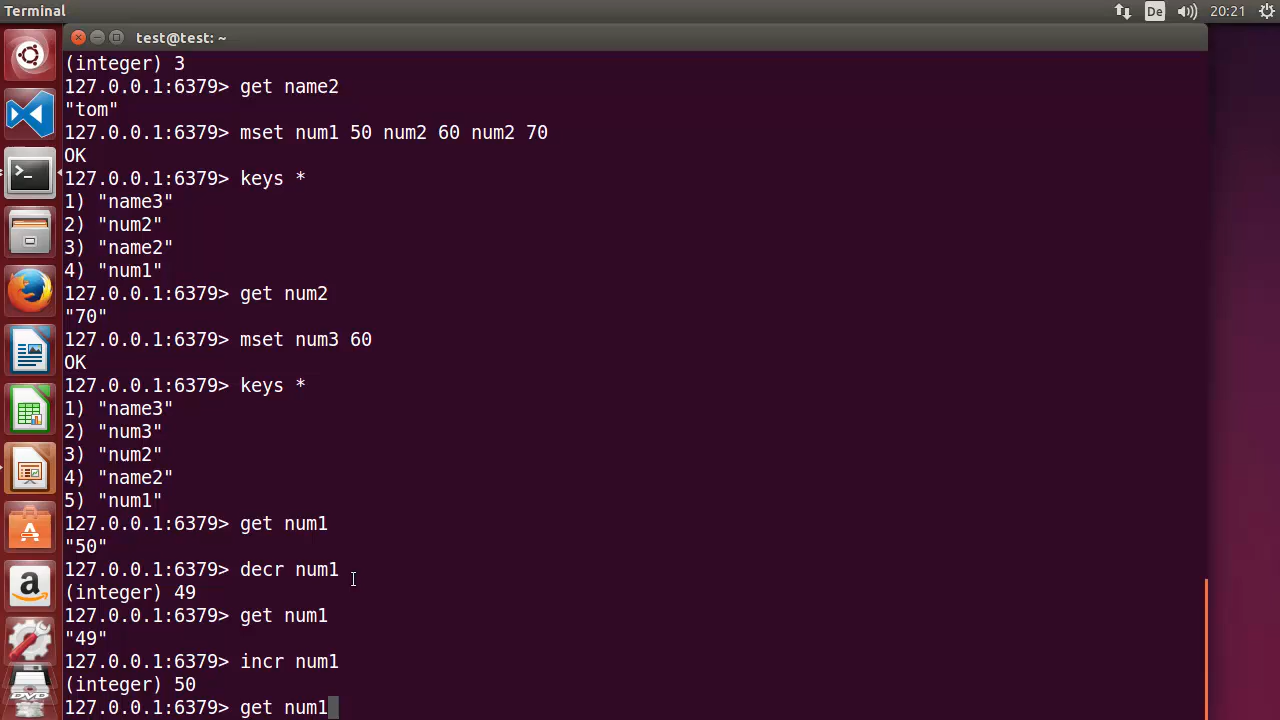 Terminal
De
20:21
test@test: ~
(integer) 3
127.0.0.1:6379> get name2
"tom"
127.0.0.1:6379> mset num1 50 num2 60 num2 70
OK
127.0.0.1:6379> keys *
1) "name3"
2) "num2"
3) "name2"
4) "num1"
127.0.0.1:6379> get num2
"70"
127.0.0.1:6379> mset num3 60
OK
127.0.0.1:6379> keys *
1) "name3"
2) "num3"
3) "num2"
4) "name2"
5) "num1"
127.0.0.1:6379> get num1
"50"
127.0.0.1:6379> decr num1
(integer) 49
127.0.0.1:6379> get num1
"49"
127.0.0.1:6379> incr num1
(integer) 50
127.0.0.1:6379> get num1
DVD